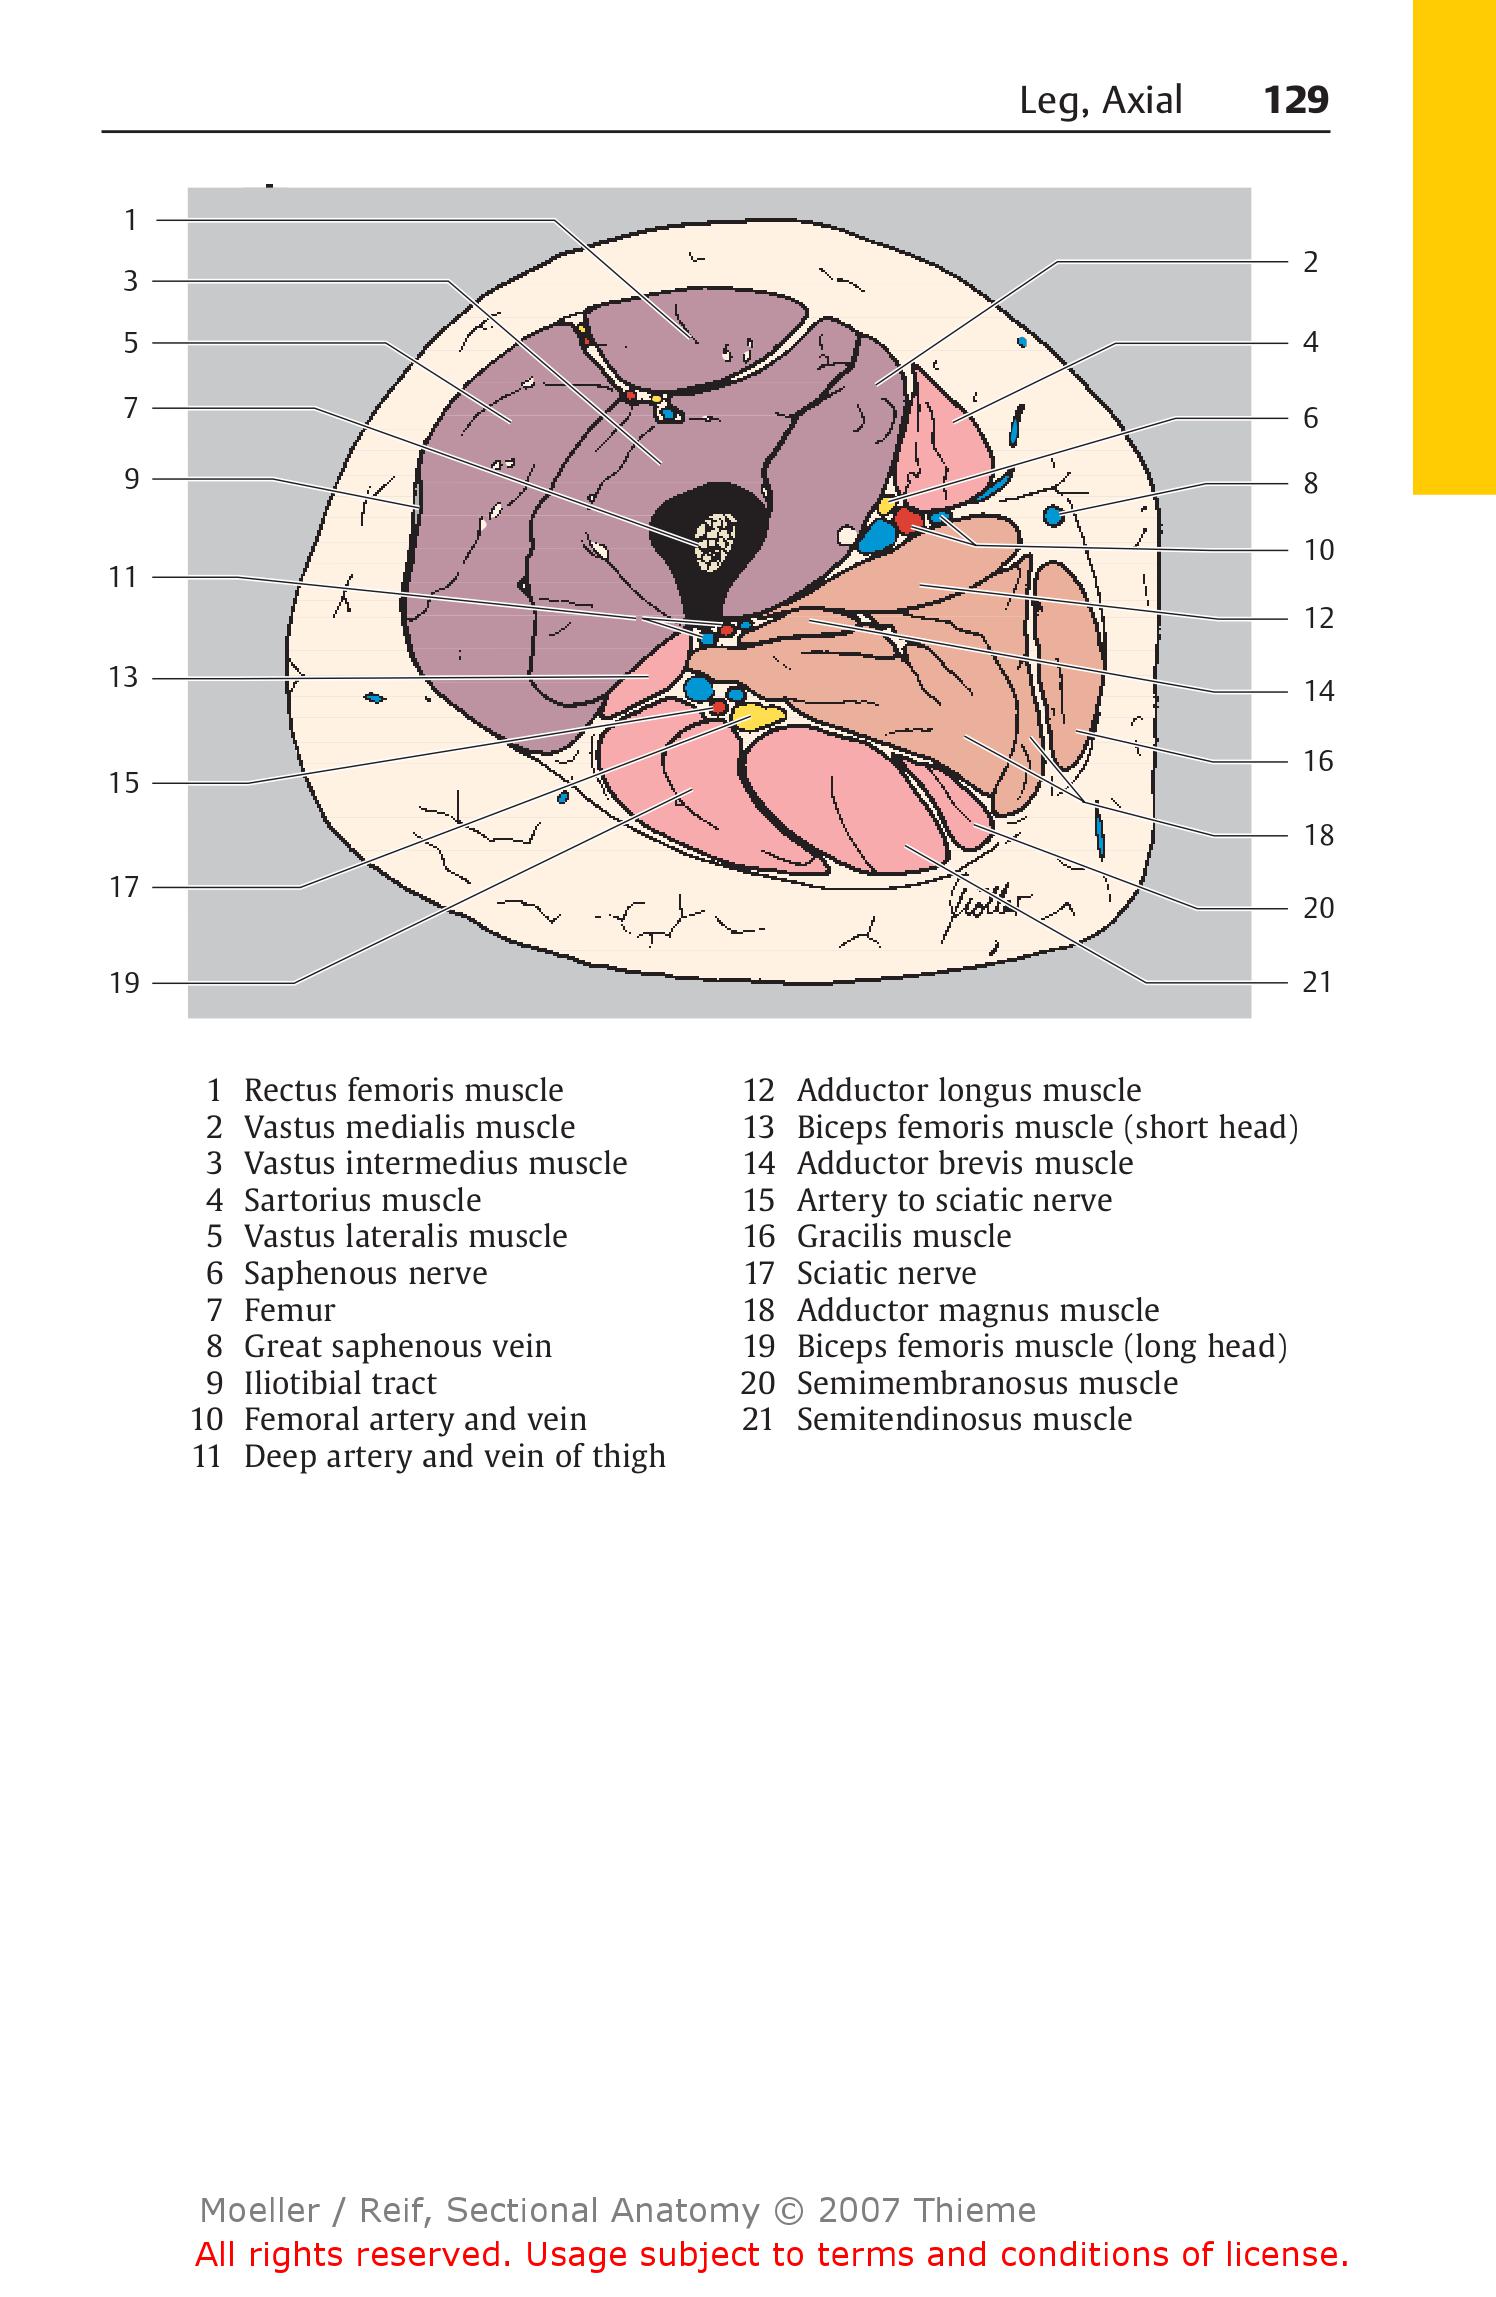 Leg, Axial 129
1
3
5
7
9
11
13
15
17
19
2
4
6
8
10
12
14
16
18
20
21
1 Rectus femoris muscle
2 Vastus medialis muscle
3 Vastus intermedius muscle
4 Sartorius muscle
5 Vastus lateralis muscle
6 Saphenous nerve
7 Femur
8 Great saphenous vein
9 Iliotibial tract
10 Femoral artery and vein
11 Deep artery and vein of thigh
12 Adductor longus muscle
13 Biceps femoris muscle (short head)
14 Adductor brevis muscle
15 Artery to sciatic nerve
16 Gracilis muscle
17 Sciatic nerve
18 Adductor magnus muscle
19 Biceps femoris muscle (long head)
20 Semimembranosus muscle
21 Semitendinosus muscle
Moeller / Reif, Sectional Anatomy © 2007 Thieme
All rights reserved. Usage subject to terms and conditions of license.